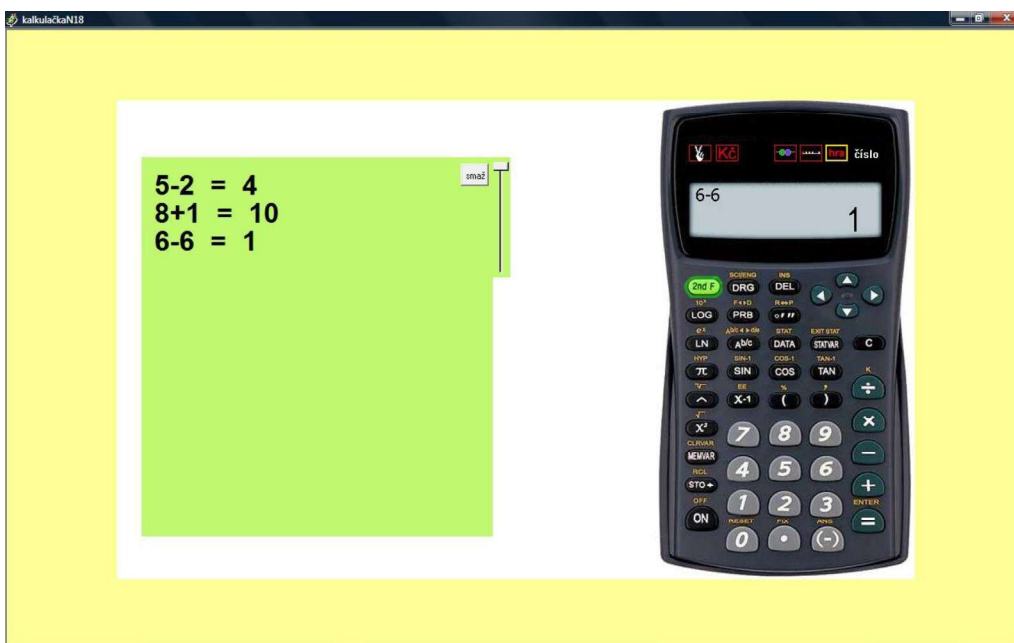 kalkulačkaN18
5-2 = 4
8+1 = 10
6-6 = 1
smaž
Kč
hra
číslo
6-6
1
SCI/ENG INS
2nd F DRG DEL
10ˣ F◂▸D R⇔P
LOG PRB
eˣ STAT EXIT STAT
LN Ab/c DATA STATVAR C
HYP SIN-1 COS-1 TAN-1 K
π SIN COS TAN ÷
EE % ,
^ X-1 ( ) ×
√
X² 7 8 9 −
CLRVAR
MEMVAR 4 5 6
RCL
STO +
OFF 1 2 3 ENTER
ON =
RESET FIX ANS
0 • (-)